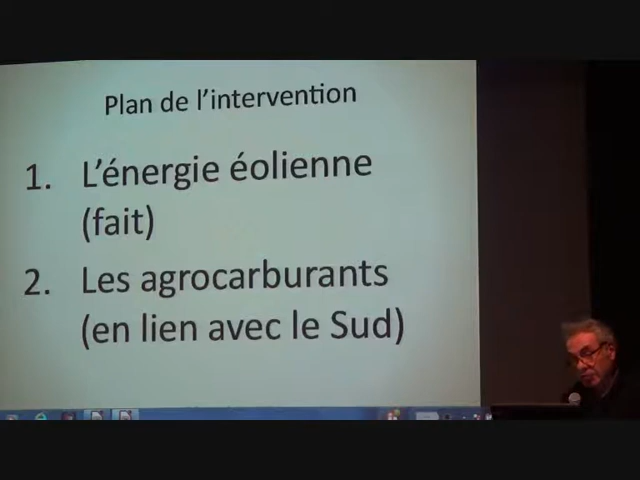 Plan de l'intervention
1. L'énergie éolienne
(fait)
2. Les agrocarburants
(en lien avec le Sud)